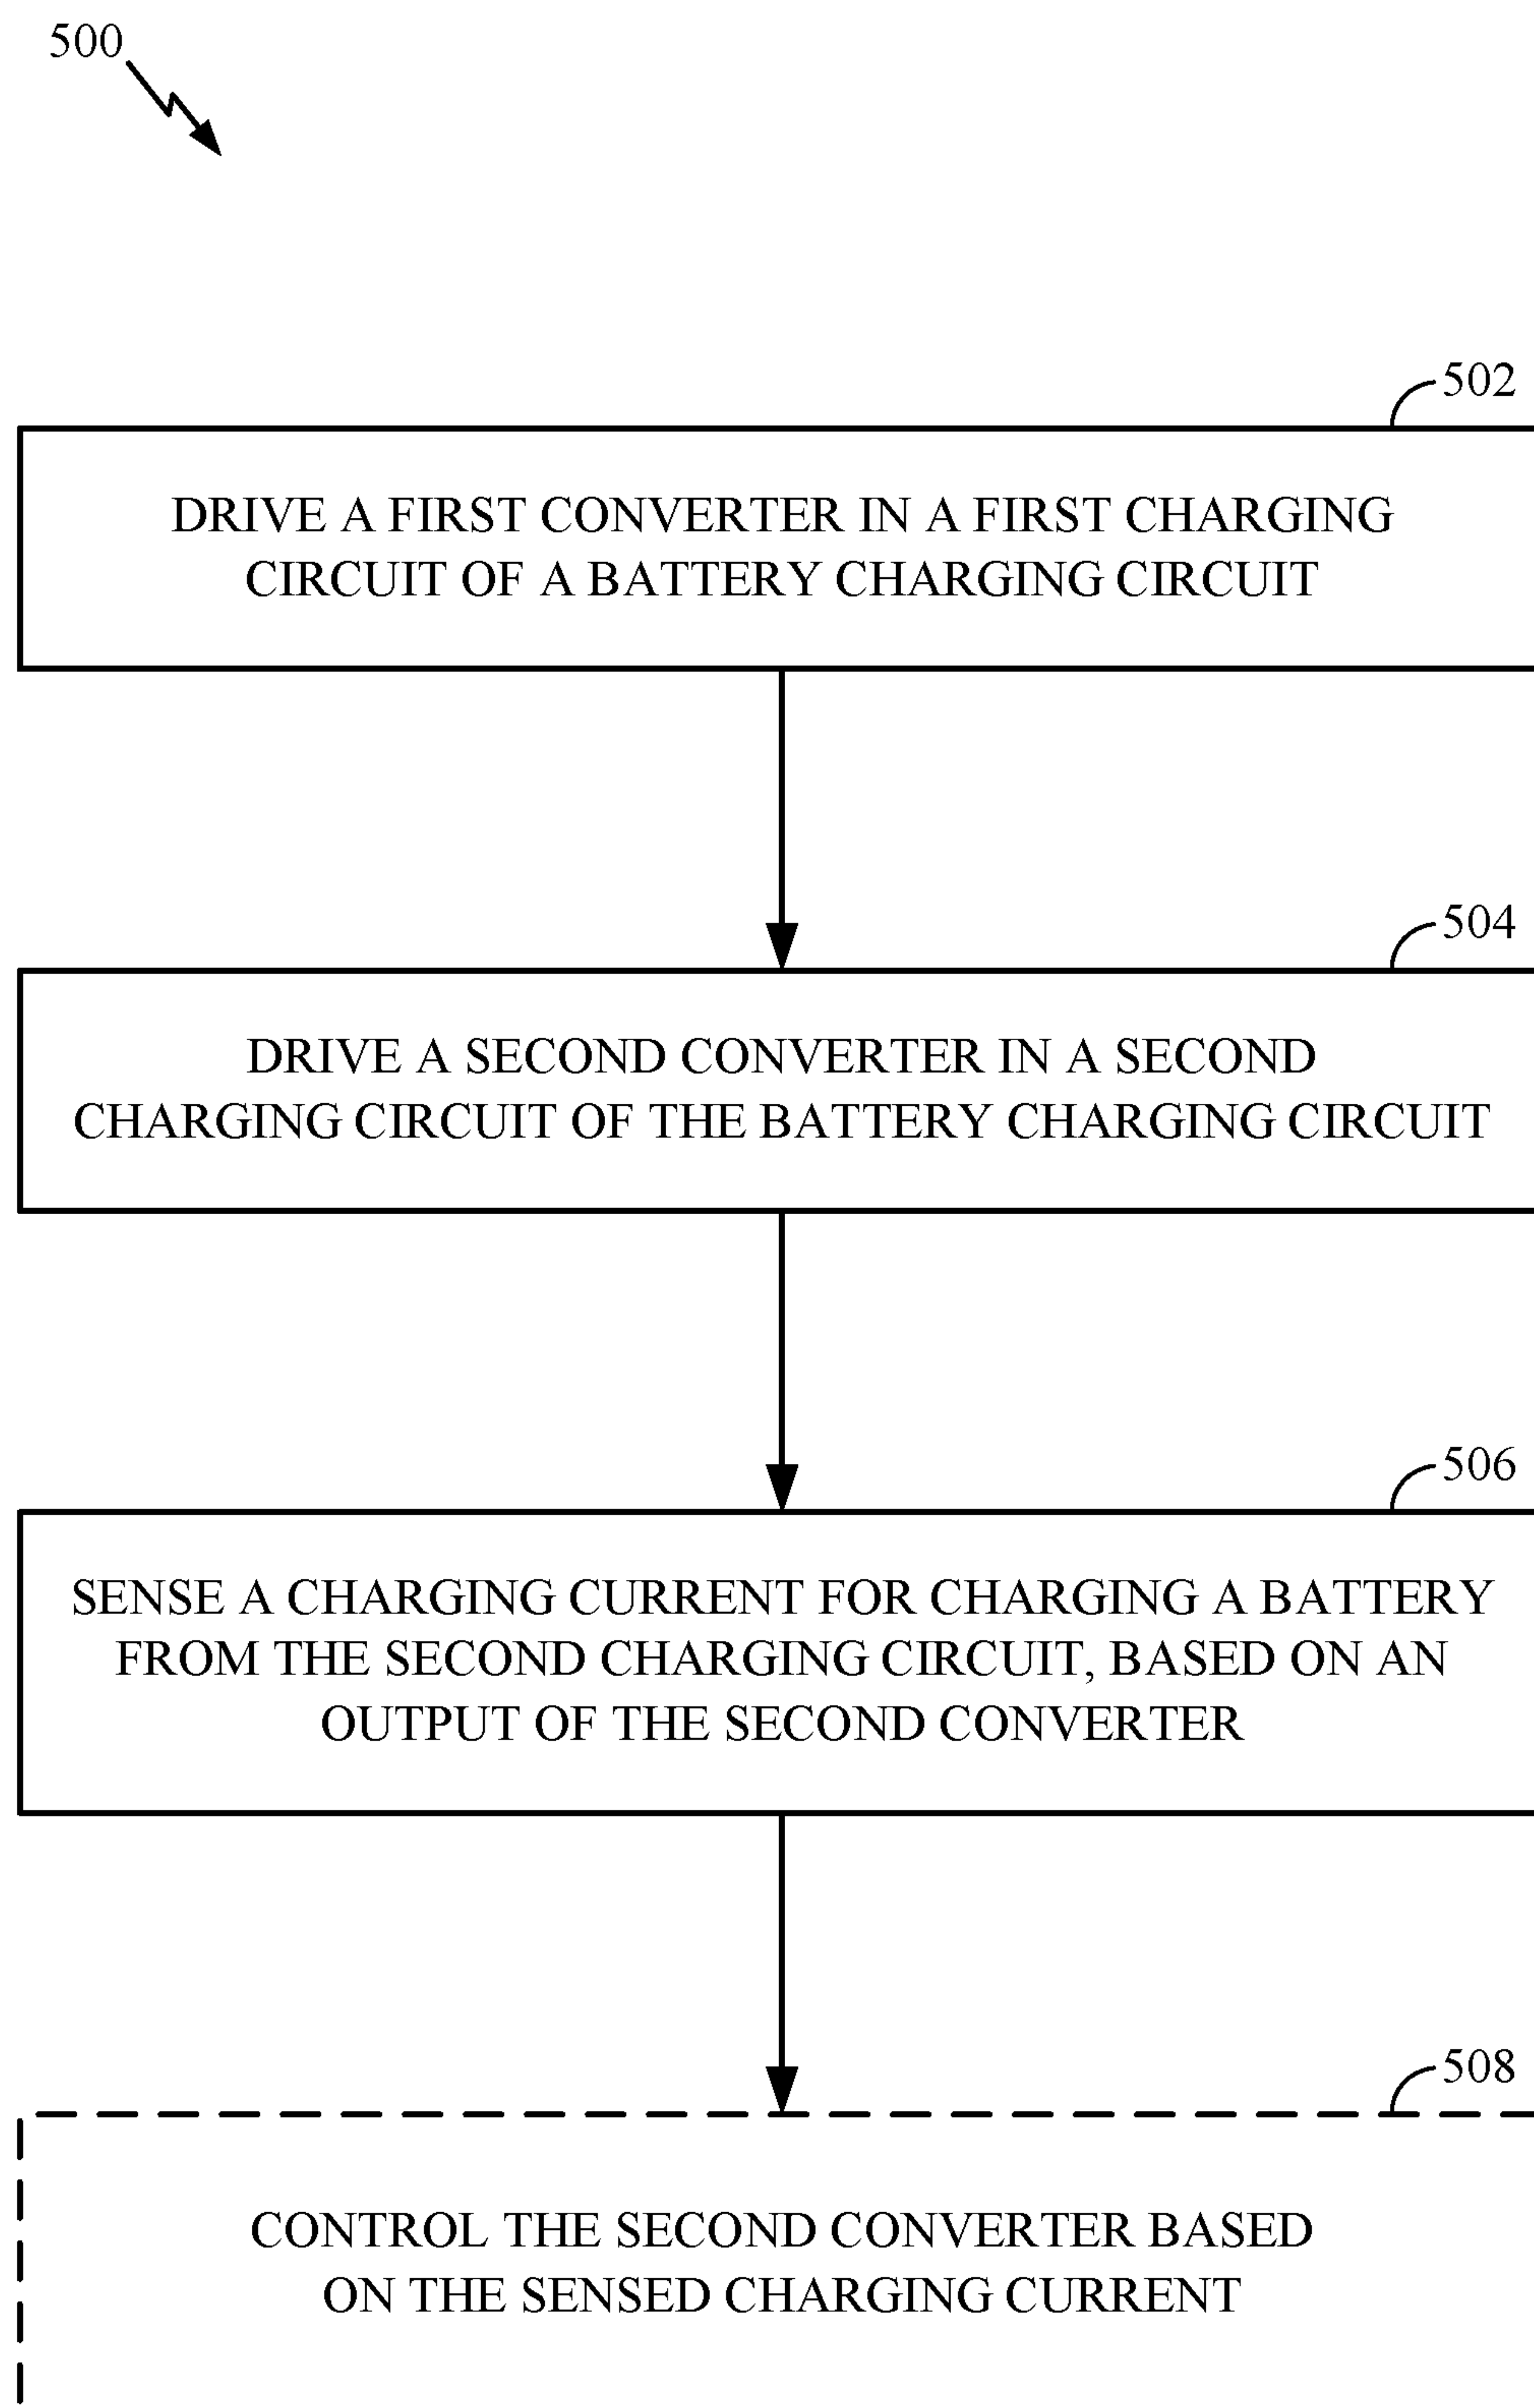 500
502
DRIVE A FIRST CONVERTER IN A FIRST CHARGING
CIRCUIT OF A BATTERY CHARGING CIRCUIT
504
DRIVE A SECOND CONVERTER IN A SECOND
CHARGING CIRCUIT OF THE BATTERY CHARGING CIRCUIT
506
SENSE A CHARGING CURRENT FOR CHARGING A BATTERY
FROM THE SECOND CHARGING CIRCUIT, BASED ON AN
OUTPUT OF THE SECOND CONVERTER
508
CONTROL THE SECOND CONVERTER BASED
ON THE SENSED CHARGING CURRENT